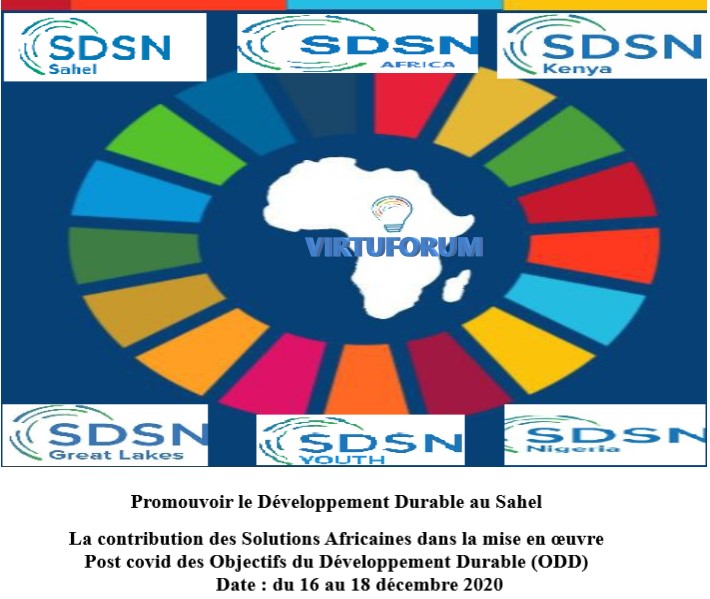 SDSN
Sahel
SDSN
AFRICA
SDSN
Kenya
VIRTUFORUM
SDSN
Great Lakes
SDSN
YOUTH
SDSN
Nigeria
Promouvoir le Développement Durable au Sahel
La contribution des Solutions Africaines dans la mise en œuvre
Post covid des Objectifs du Développement Durable (ODD)
Date : du 16 au 18 décembre 2020